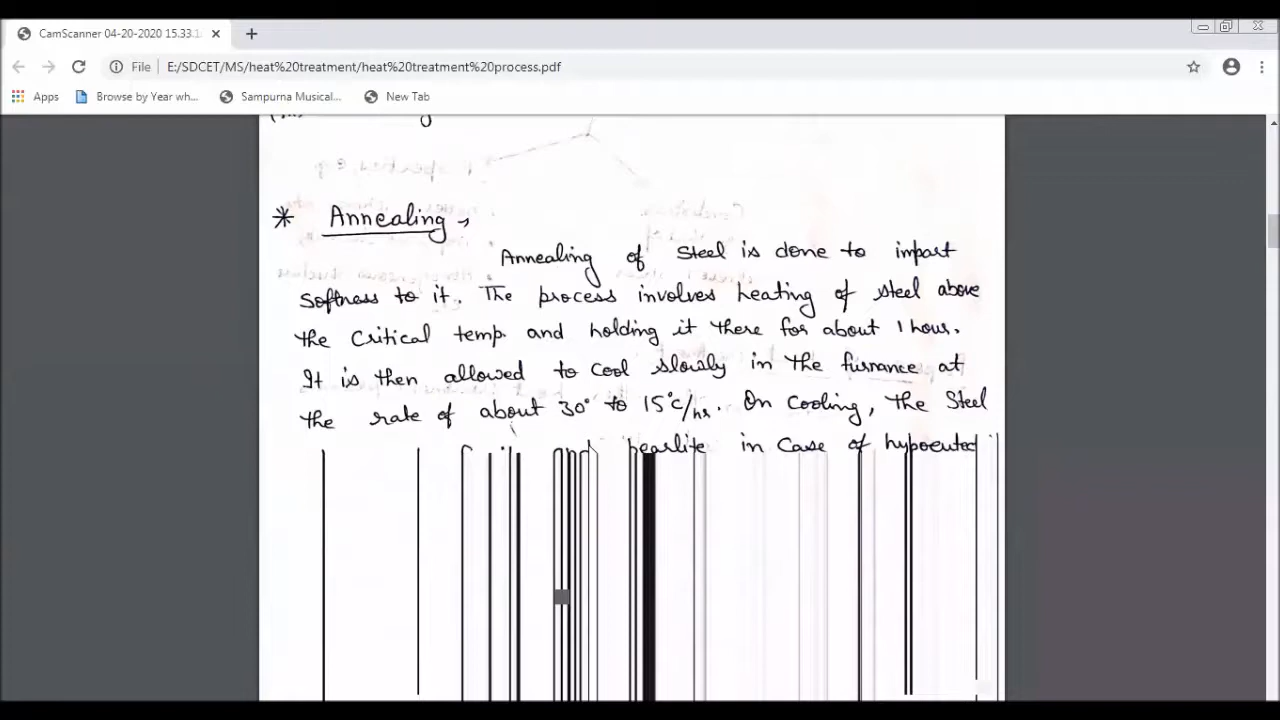 CamScanner 04-20-2020 15.33.1
File E:/SDCET/MS/heat%20treatment/heat%20treatment%20process.pdf
Apps Browse by Year wh... Sampurna Musical... New Tab
* Annealing →
Annealing of Steel is done to impart
Softness to it. The process involves heating of steel above
the Critical temp. and holding it there for about 1 hour.
It is then allowed to cool slowly in the furnance at
the rate of about 30° to 15°c/hr. On Cooling, the Steel
and pearlite in Case of hypoeutect